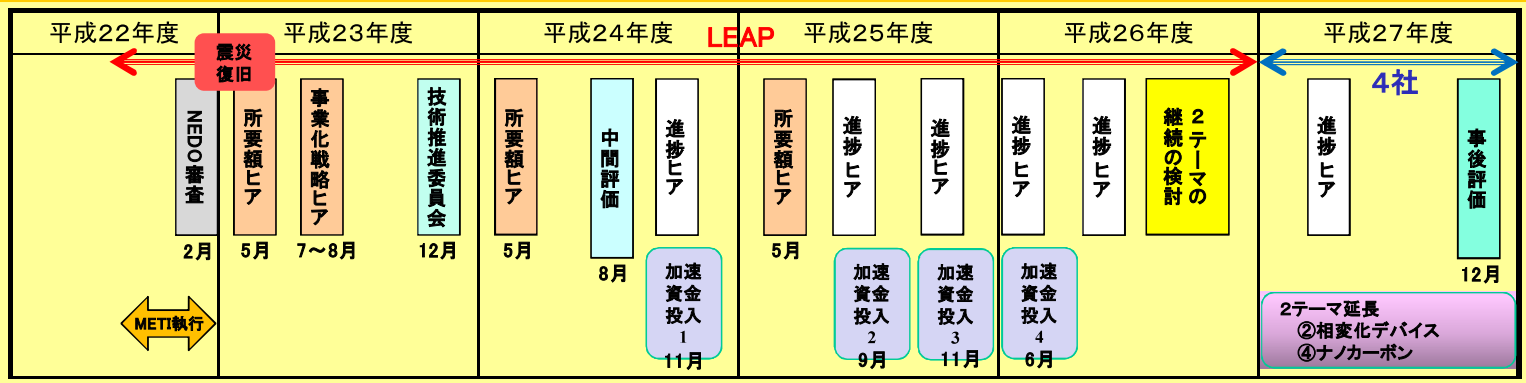 平成22年度
平成23年度
平成24年度
平成25年度
平成26年度
平成27年度
LEAP
震災
復旧
4社
NEDO審査
2月
所要額ヒア
5月
事業化戦略ヒア
7～8月
技術推進委員会
12月
所要額ヒア
5月
中間評価
8月
進捗ヒア
所要額ヒア
5月
進捗ヒア
進捗ヒア
進捗ヒア
進捗ヒア
2テーマの
継続の検討
進捗ヒア
事後評価
12月
METI執行
加速
資金
投入
1
11月
加速
資金
投入
2
9月
加速
資金
投入
3
11月
加速
資金
投入
4
6月
2テーマ延長
②相変化デバイス
④ナノカーボン